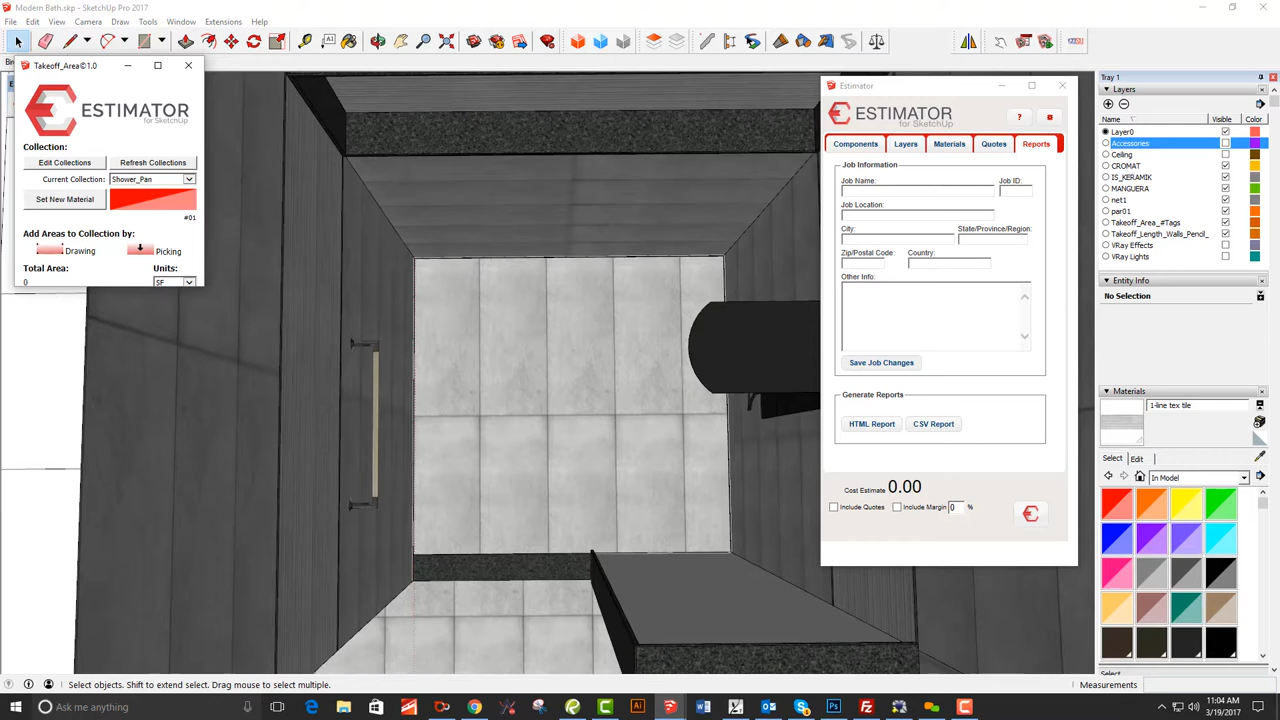 Modern Bath.skp - SketchUp Pro 2017
File Edit View Camera Draw Tools Window Extensions Help
Takeoff_Area©1.0
ESTIMATOR
for SketchUp
Collection:
Edit Collections Refresh Collections
Current Collection: Shower_Pan
Set New Material
#01
Add Areas to Collection by:
Drawing Picking
Total Area: Units:
0 SF
Estimator
ESTIMATOR
for SketchUp
?
Components Layers Materials Quotes Reports
Job Information
Job Name: Job ID:
Job Location:
City: State/Province/Region:
Zip/Postal Code: Country:
Other Info:
Save Job Changes
Generate Reports
HTML Report CSV Report
Cost Estimate 0.00
Include Quotes Include Margin 0 %
Tray 1
Layers
Name Visible Color
Layer0
Accessories
Ceiling
CROMAT
IS_KERAMIK
MANGUERA
net1
par01
Takeoff_Area_#Tags
Takeoff_Length_Walls_Pencil_
VRay Effects
VRay Lights
Entity Info
No Selection
Materials
1-line tex tile
Select Edit
In Model
Select
Select objects. Shift to extend select. Drag mouse to select multiple.
Measurements
Ask me anything
11:04 AM
3/19/2017